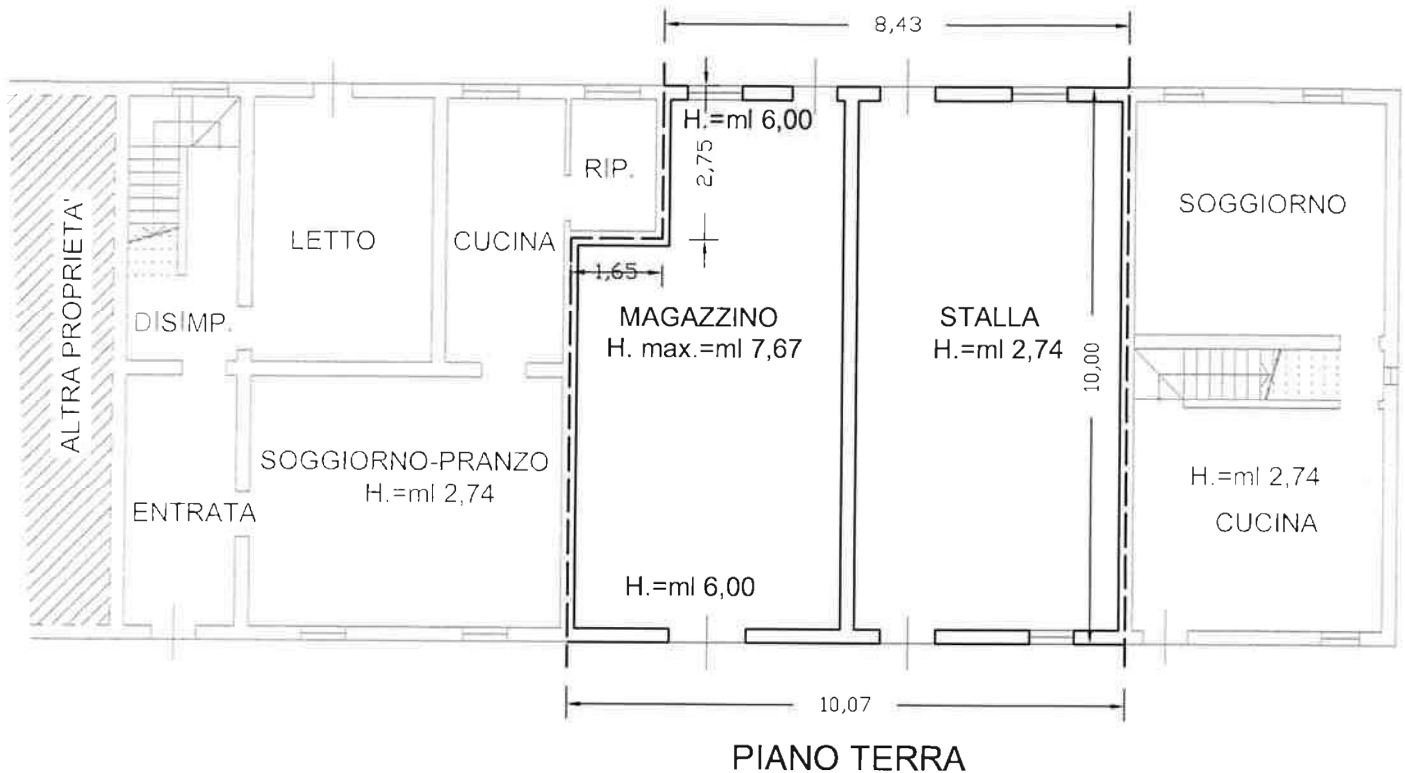 8,43
H.=ml 6,00
2,75
RIP.
SOGGIORNO
LETTO
CUCINA
ALTRA PROPRIETA'
1,65
DISIMP.
MAGAZZINO
H. max.=ml 7,67
STALLA
H.=ml 2,74
10,00
SOGGIORNO-PRANZO
H.=ml 2,74
ENTRATA
H.=ml 2,74
CUCINA
H.=ml 6,00
10,07
PIANO TERRA